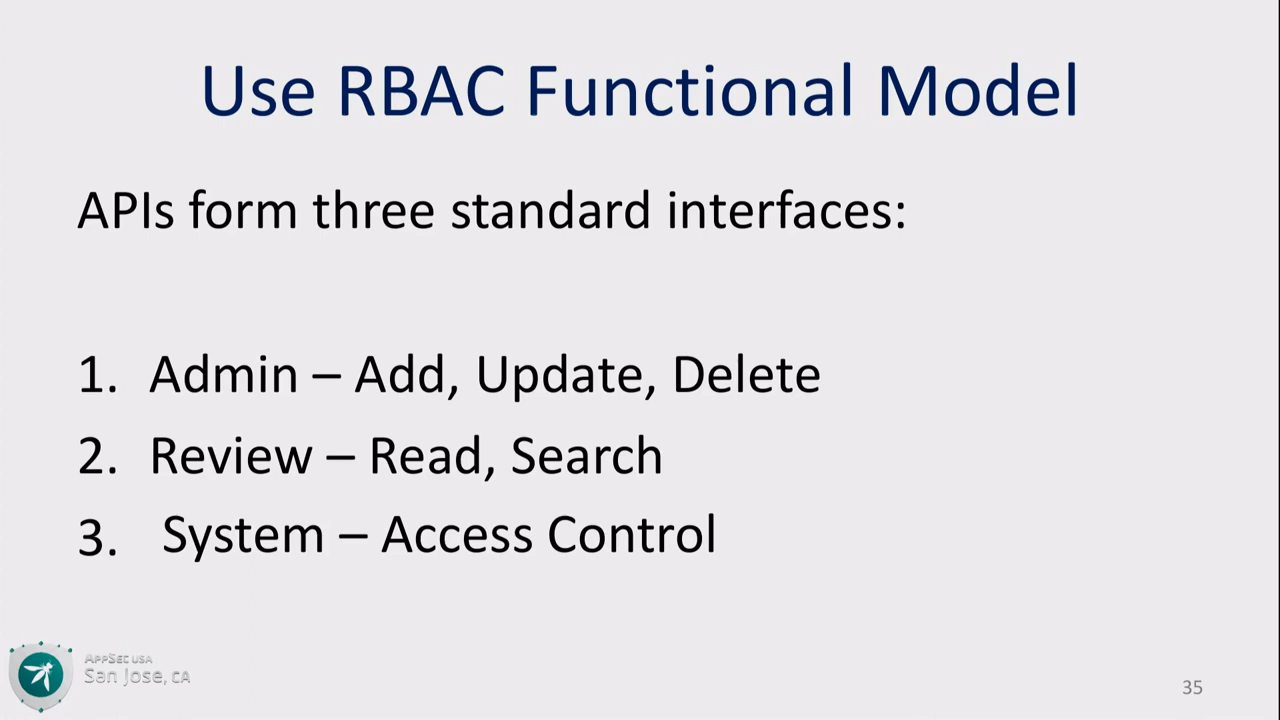 Use RBAC Functional Model
APIs form three standard interfaces:
1. Admin – Add, Update, Delete
2. Review – Read, Search
3. System – Access Control
AppSec USA
San Jose, CA
35